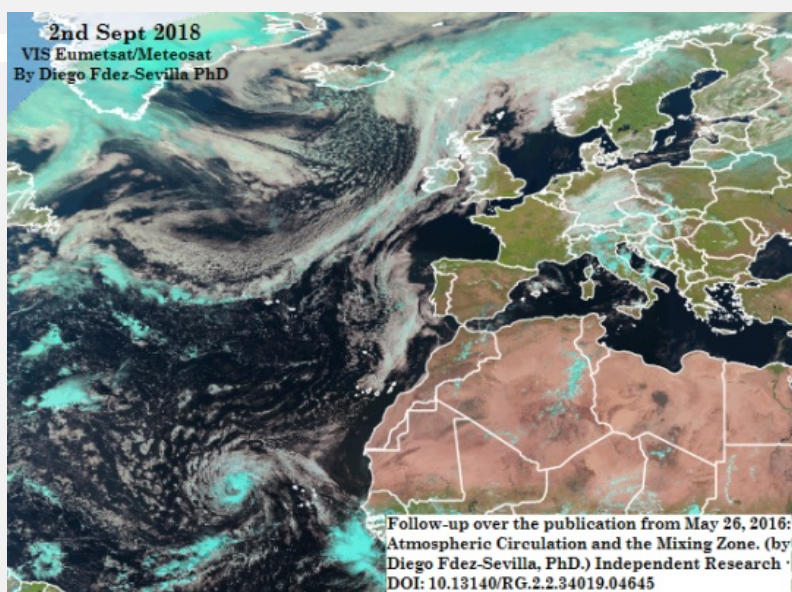 2nd Sept 2018
VIS Eumetsat/Meteosat
By Diego Fdez-Sevilla PhD
Follow-up over the publication from May 26, 2016:
Atmospheric Circulation and the Mixing Zone. (by
Diego Fdez-Sevilla, PhD.) Independent Research ·
DOI: 10.13140/RG.2.2.34019.04645